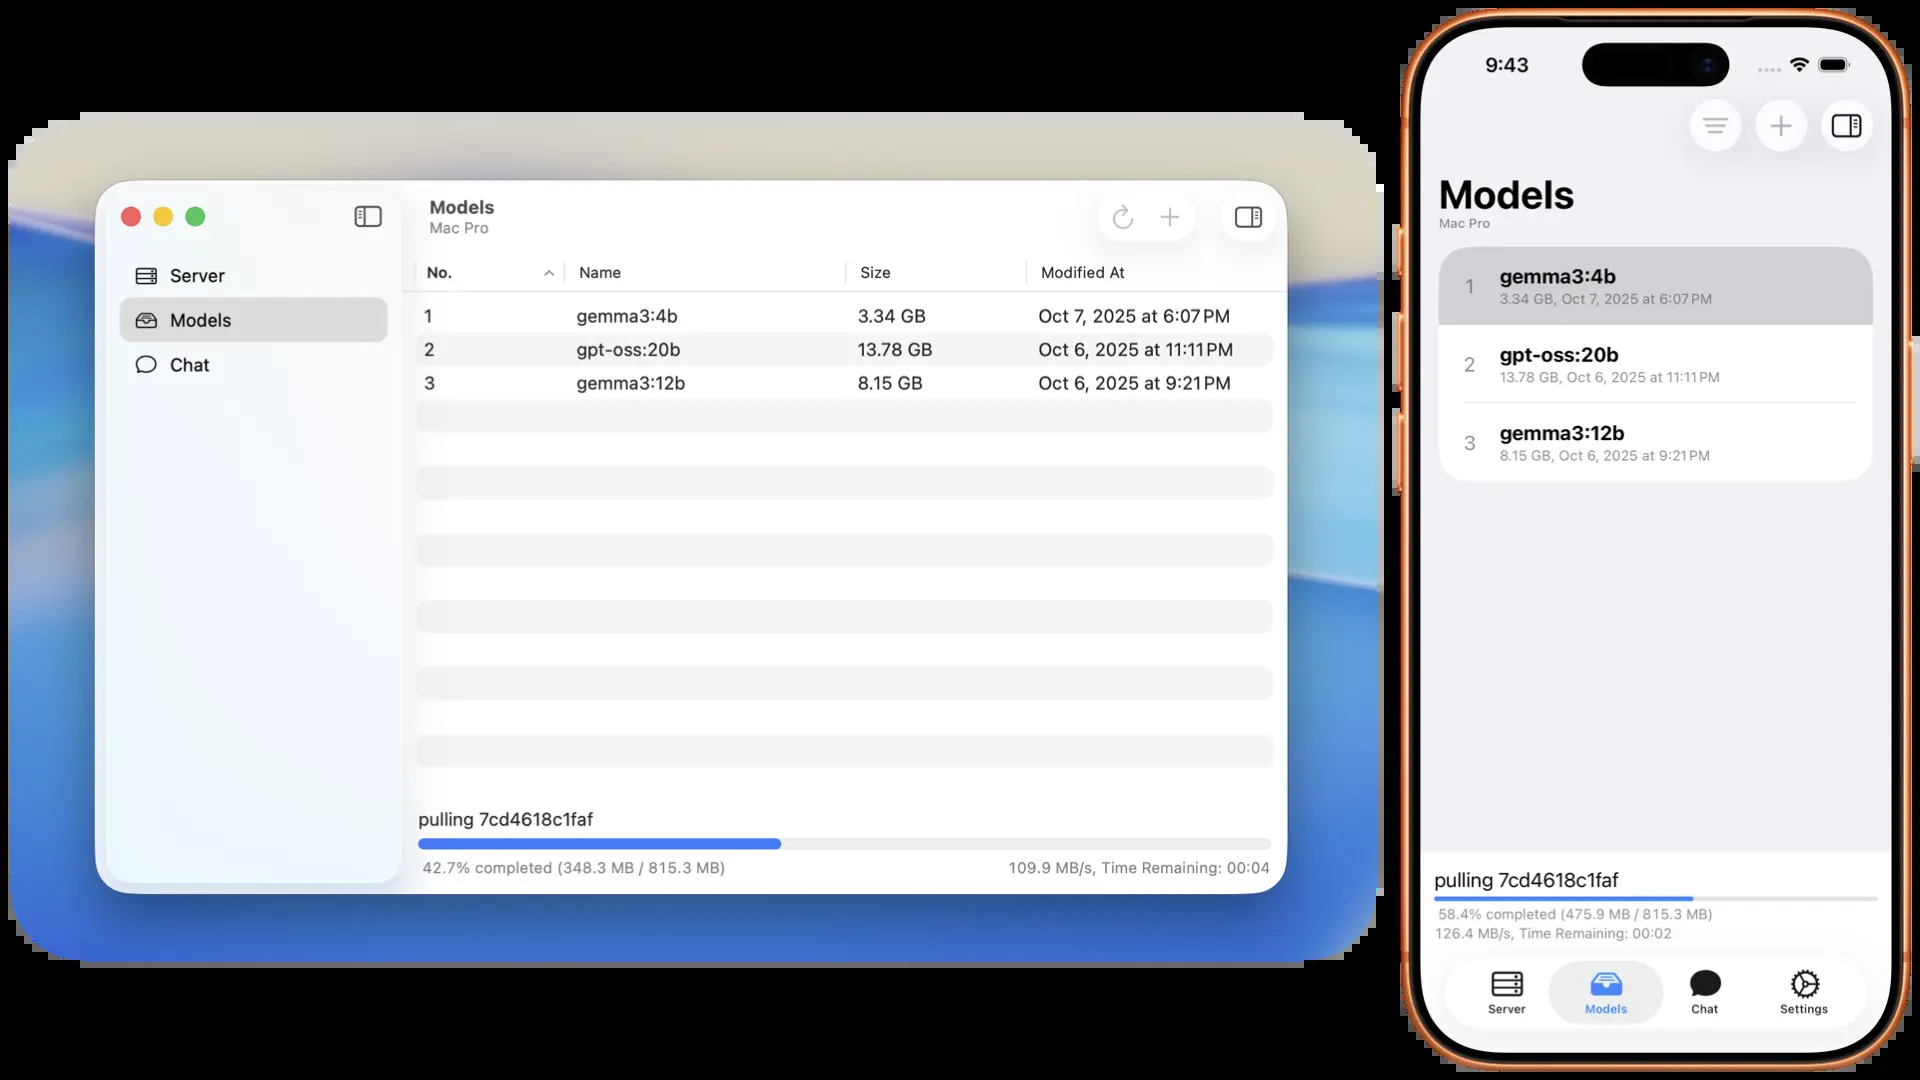 Models
Mac Pro
Server
Models
Chat
No. Name Size Modified At
1 gemma3:4b 3.34 GB Oct 7, 2025 at 6:07 PM
2 gpt-oss:20b 13.78 GB Oct 6, 2025 at 11:11 PM
3 gemma3:12b 8.15 GB Oct 6, 2025 at 9:21 PM
pulling 7cd4618c1faf
42.7% completed (348.3 MB / 815.3 MB) 109.9 MB/s, Time Remaining: 00:04
9:43
Models
Mac Pro
1 gemma3:4b
3.34 GB, Oct 7, 2025 at 6:07 PM
2 gpt-oss:20b
13.78 GB, Oct 6, 2025 at 11:11 PM
3 gemma3:12b
8.15 GB, Oct 6, 2025 at 9:21 PM
pulling 7cd4618c1faf
58.4% completed (475.9 MB / 815.3 MB)
126.4 MB/s, Time Remaining: 00:02
Server Models Chat Settings